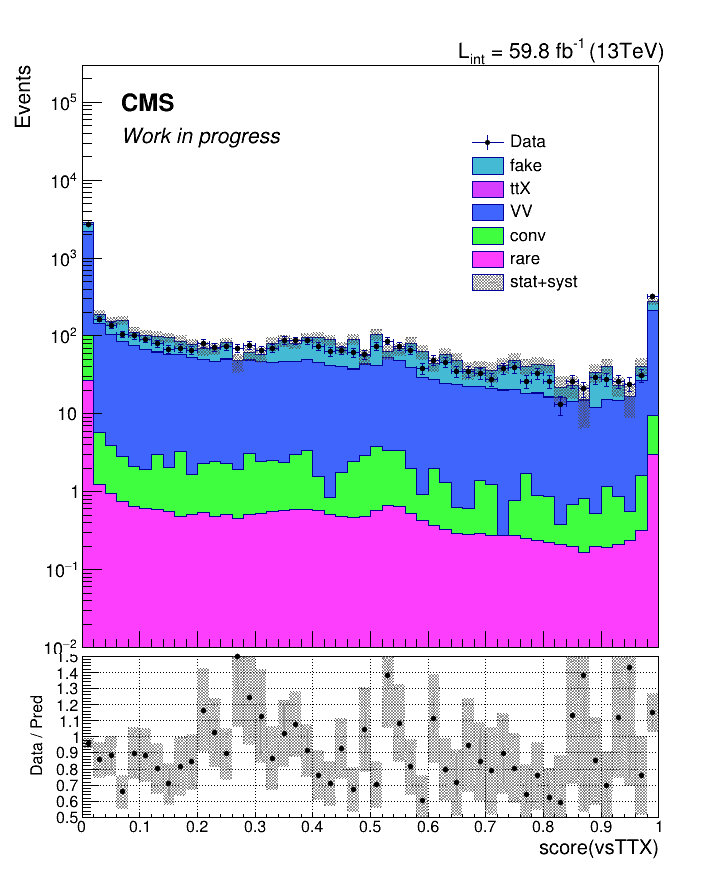 L_int = 59.8 fb^-1 (13TeV)
Events
CMS
Work in progress
Data
fake
ttX
VV
conv
rare
stat+syst
10^5
10^4
10^3
10^2
10
1
10^−1
10^−2
Data / Pred
1.5
1.4
1.3
1.2
1.1
1
0.9
0.8
0.7
0.6
0.5
0 0.1 0.2 0.3 0.4 0.5 0.6 0.7 0.8 0.9 1
score(vsTTX)